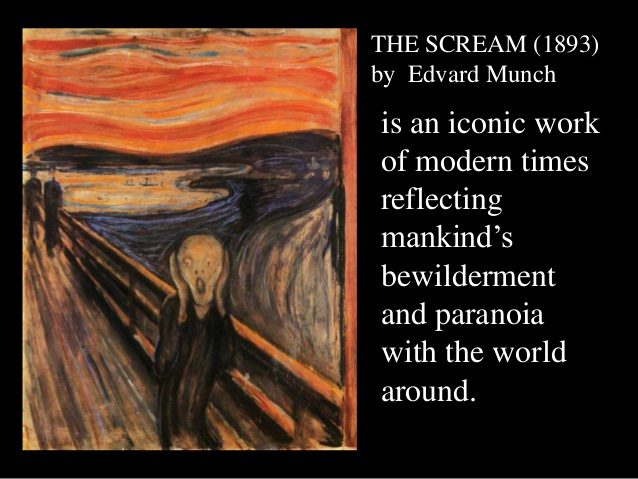 THE SCREAM (1893)
by Edvard Munch
is an iconic work
of modern times
reflecting
mankind’s
bewilderment
and paranoia
with the world
around.